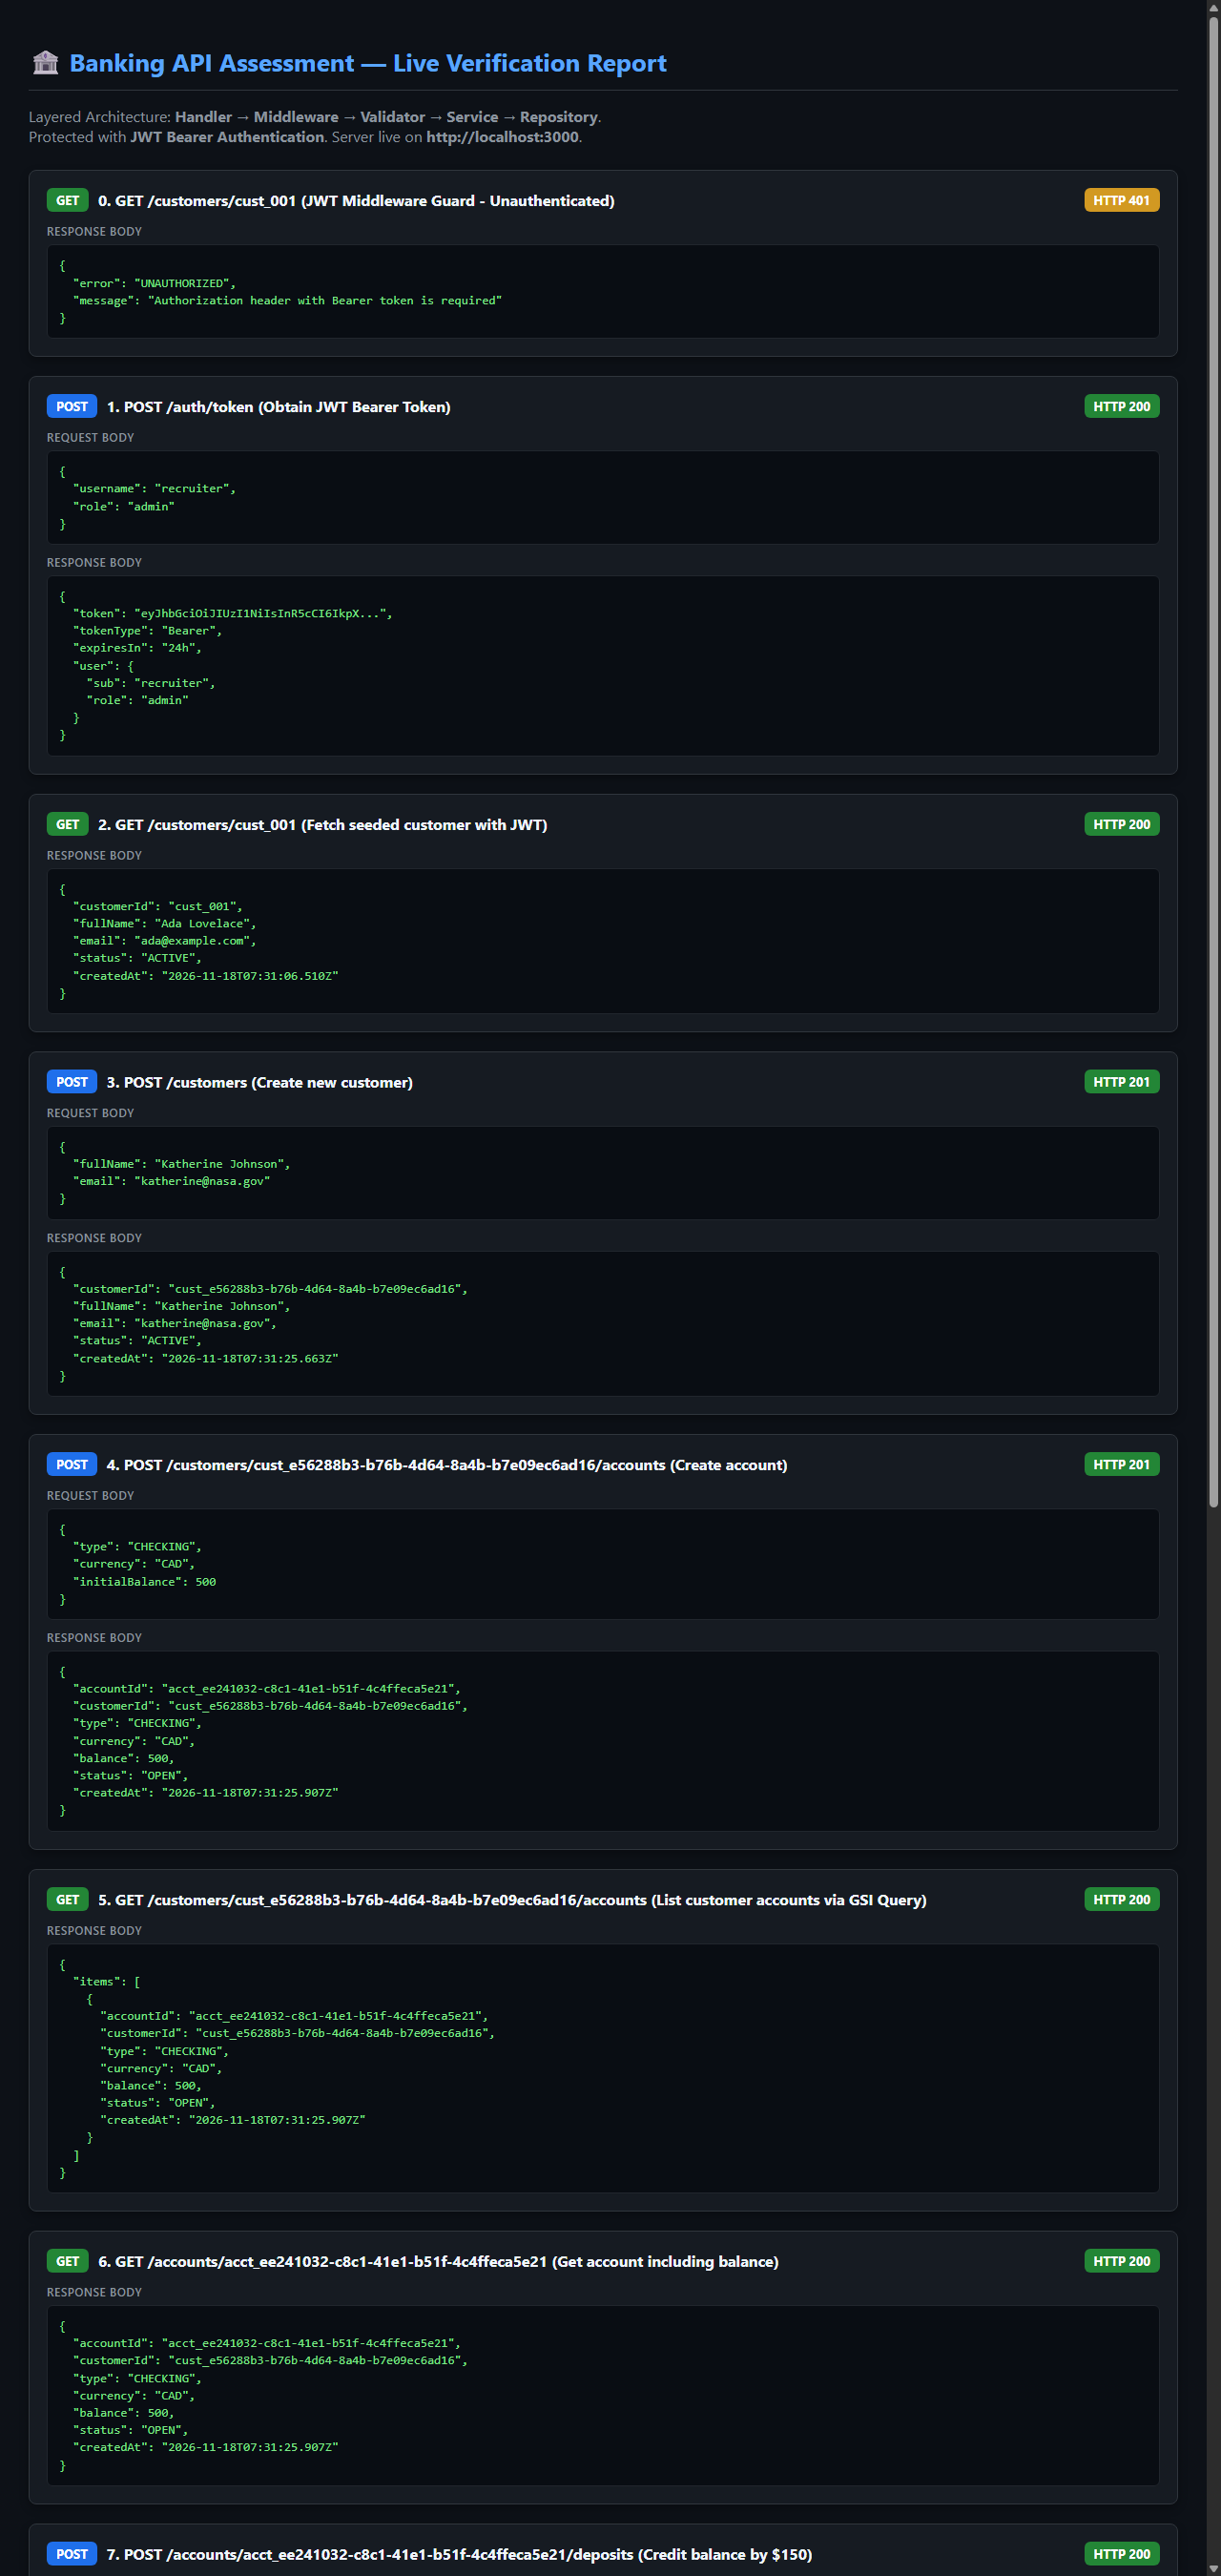 🏛️ Banking API Assessment — Live Verification Report
Layered Architecture: Handler → Middleware → Validator → Service → Repository.
Protected with JWT Bearer Authentication. Server live on http://localhost:3000.
GET 0. GET /customers/cust_001 (JWT Middleware Guard - Unauthenticated) HTTP 401
RESPONSE BODY
{
  "error": "UNAUTHORIZED",
  "message": "Authorization header with Bearer token is required"
}
POST 1. POST /auth/token (Obtain JWT Bearer Token) HTTP 200
REQUEST BODY
{
  "username": "recruiter",
  "role": "admin"
}
RESPONSE BODY
{
  "token": "eyJhbGciOiJIUzI1NiIsInR5cCI6IkpX...",
  "tokenType": "Bearer",
  "expiresIn": "24h",
  "user": {
    "sub": "recruiter",
    "role": "admin"
  }
}
GET 2. GET /customers/cust_001 (Fetch seeded customer with JWT) HTTP 200
RESPONSE BODY
{
  "customerId": "cust_001",
  "fullName": "Ada Lovelace",
  "email": "ada@example.com",
  "status": "ACTIVE",
  "createdAt": "2026-11-18T07:31:06.510Z"
}
POST 3. POST /customers (Create new customer) HTTP 201
REQUEST BODY
{
  "fullName": "Katherine Johnson",
  "email": "katherine@nasa.gov"
}
RESPONSE BODY
{
  "customerId": "cust_e56288b3-b76b-4d64-8a4b-b7e09ec6ad16",
  "fullName": "Katherine Johnson",
  "email": "katherine@nasa.gov",
  "status": "ACTIVE",
  "createdAt": "2026-11-18T07:31:25.663Z"
}
POST 4. POST /customers/cust_e56288b3-b76b-4d64-8a4b-b7e09ec6ad16/accounts (Create account) HTTP 201
REQUEST BODY
{
  "type": "CHECKING",
  "currency": "CAD",
  "initialBalance": 500
}
RESPONSE BODY
{
  "accountId": "acct_ee241032-c8c1-41e1-b51f-4c4ffeca5e21",
  "customerId": "cust_e56288b3-b76b-4d64-8a4b-b7e09ec6ad16",
  "type": "CHECKING",
  "currency": "CAD",
  "balance": 500,
  "status": "OPEN",
  "createdAt": "2026-11-18T07:31:25.907Z"
}
GET 5. GET /customers/cust_e56288b3-b76b-4d64-8a4b-b7e09ec6ad16/accounts (List customer accounts via GSI Query) HTTP 200
RESPONSE BODY
{
  "items": [
    {
      "accountId": "acct_ee241032-c8c1-41e1-b51f-4c4ffeca5e21",
      "customerId": "cust_e56288b3-b76b-4d64-8a4b-b7e09ec6ad16",
      "type": "CHECKING",
      "currency": "CAD",
      "balance": 500,
      "status": "OPEN",
      "createdAt": "2026-11-18T07:31:25.907Z"
    }
  ]
}
GET 6. GET /accounts/acct_ee241032-c8c1-41e1-b51f-4c4ffeca5e21 (Get account including balance) HTTP 200
RESPONSE BODY
{
  "accountId": "acct_ee241032-c8c1-41e1-b51f-4c4ffeca5e21",
  "customerId": "cust_e56288b3-b76b-4d64-8a4b-b7e09ec6ad16",
  "type": "CHECKING",
  "currency": "CAD",
  "balance": 500,
  "status": "OPEN",
  "createdAt": "2026-11-18T07:31:25.907Z"
}
POST 7. POST /accounts/acct_ee241032-c8c1-41e1-b51f-4c4ffeca5e21/deposits (Credit balance by $150) HTTP 200